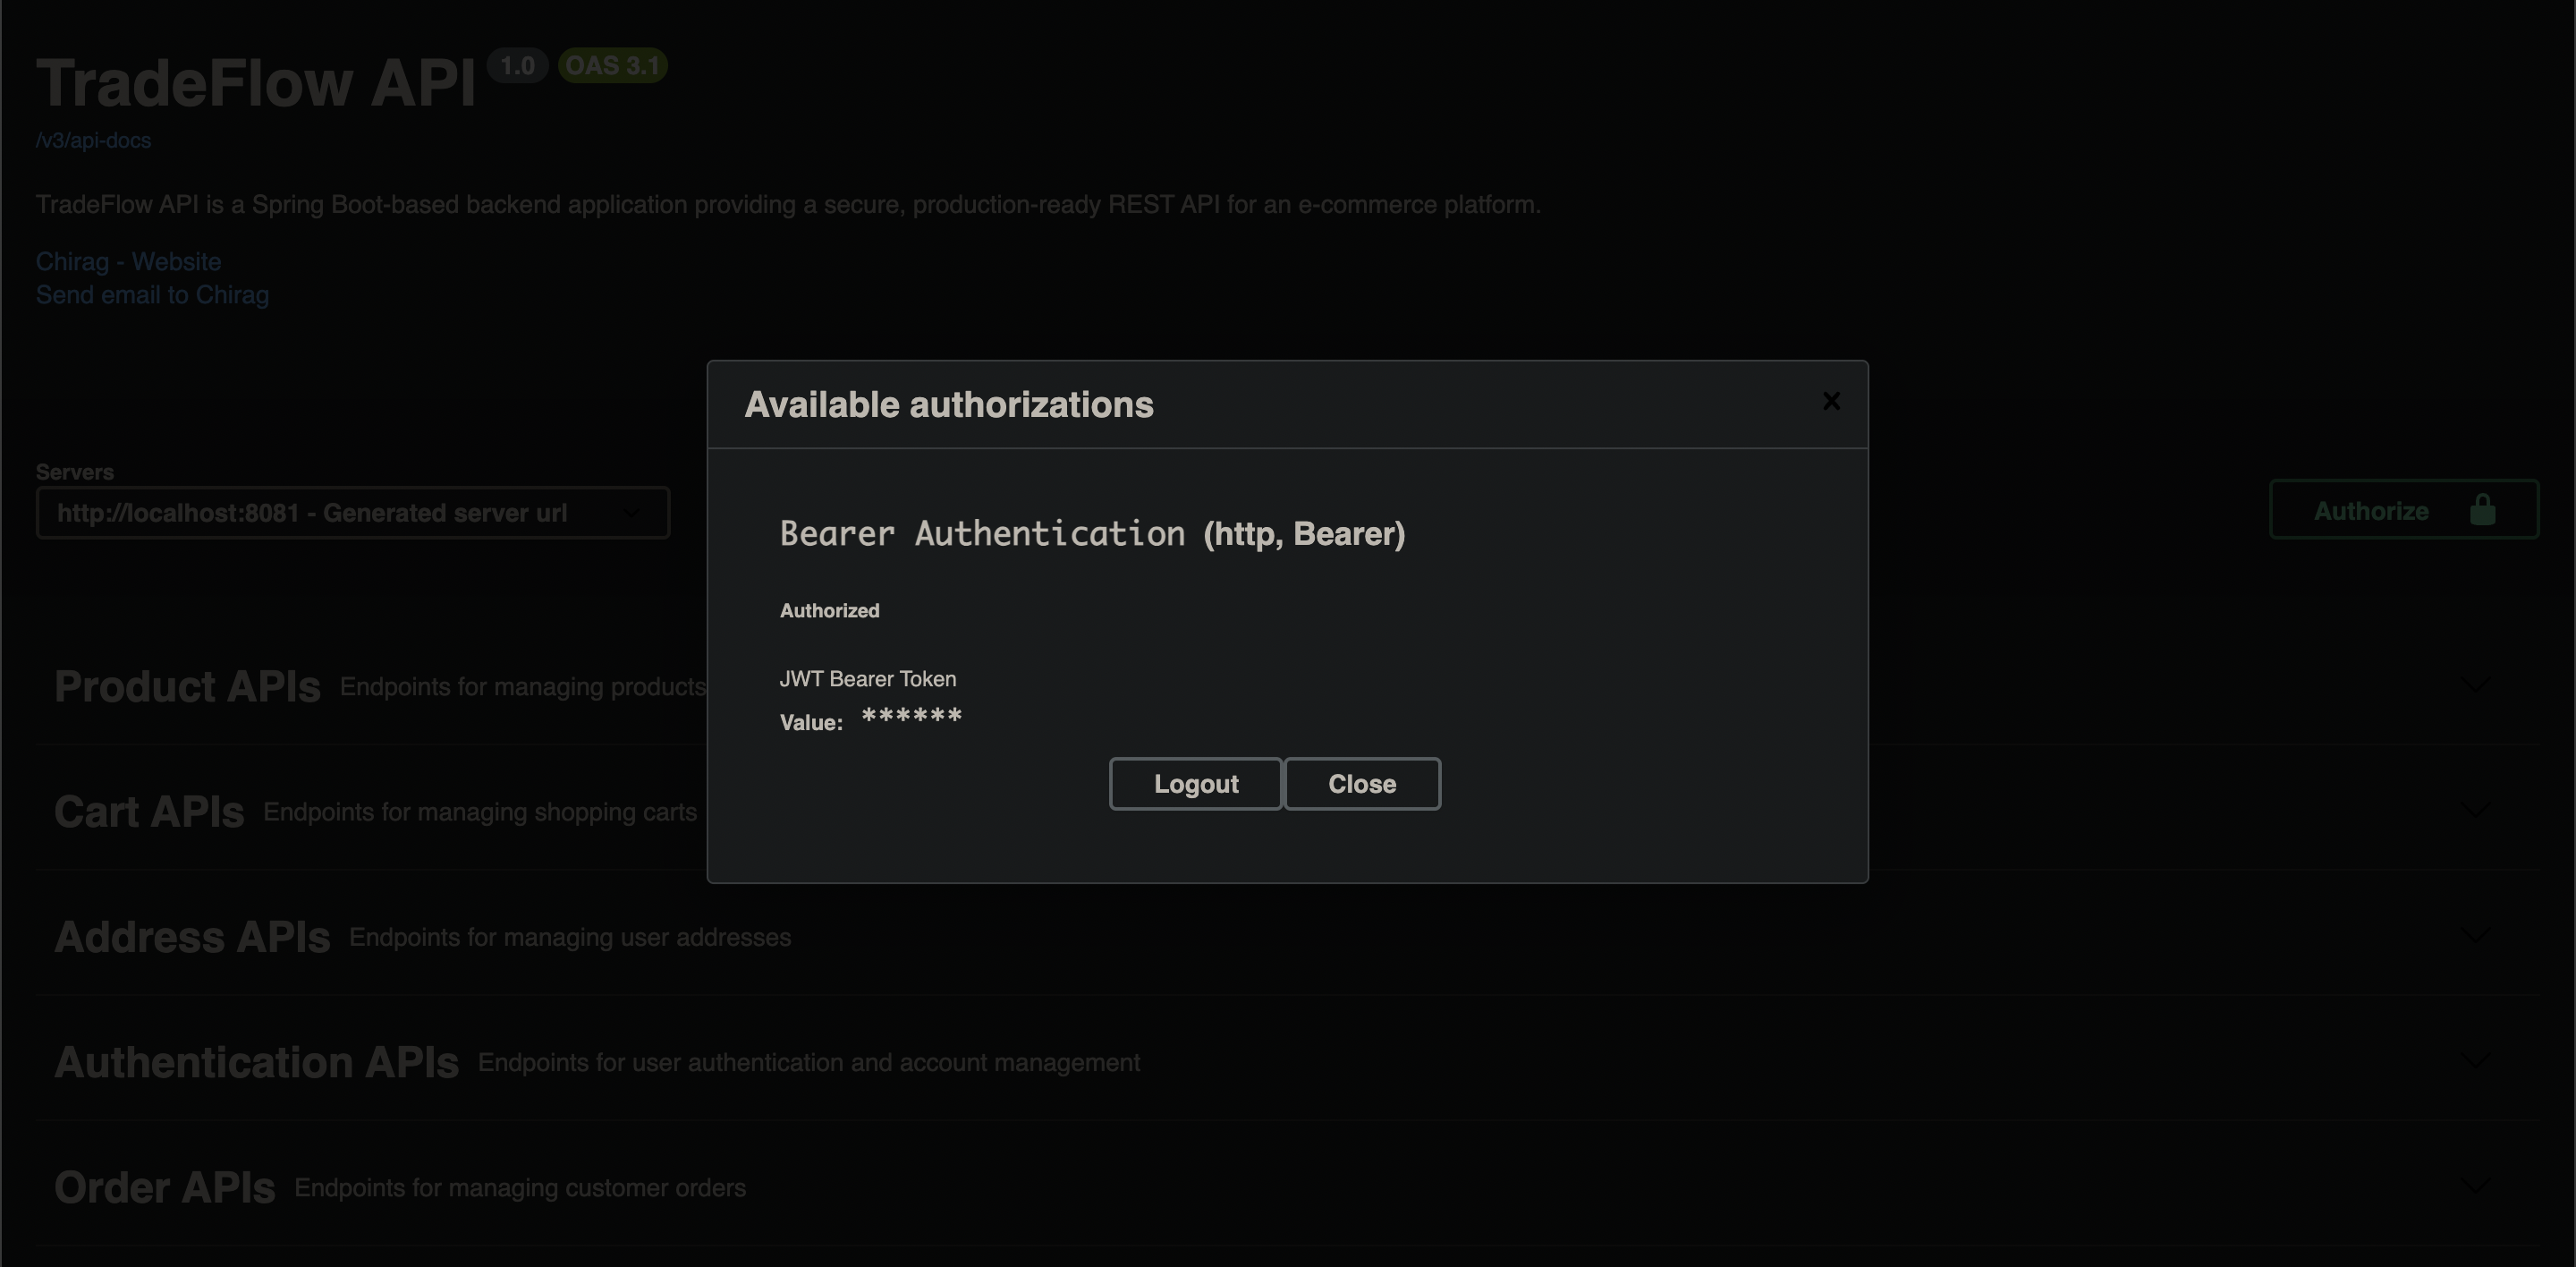 TradeFlow API 1.0 OAS 3.1
/v3/api-docs
TradeFlow API is a Spring Boot-based backend application providing a secure, production-ready REST API for an e-commerce platform.
Chirag - Website
Send email to Chirag
Available authorizations
Bearer Authentication (http, Bearer)
Authorized
JWT Bearer Token
Value: ******
Logout Close
Servers
http://localhost:8081 - Generated server url
Authorize
Product APIs Endpoints for managing products
Cart APIs Endpoints for managing shopping carts
Address APIs Endpoints for managing user addresses
Authentication APIs Endpoints for user authentication and account management
Order APIs Endpoints for managing customer orders